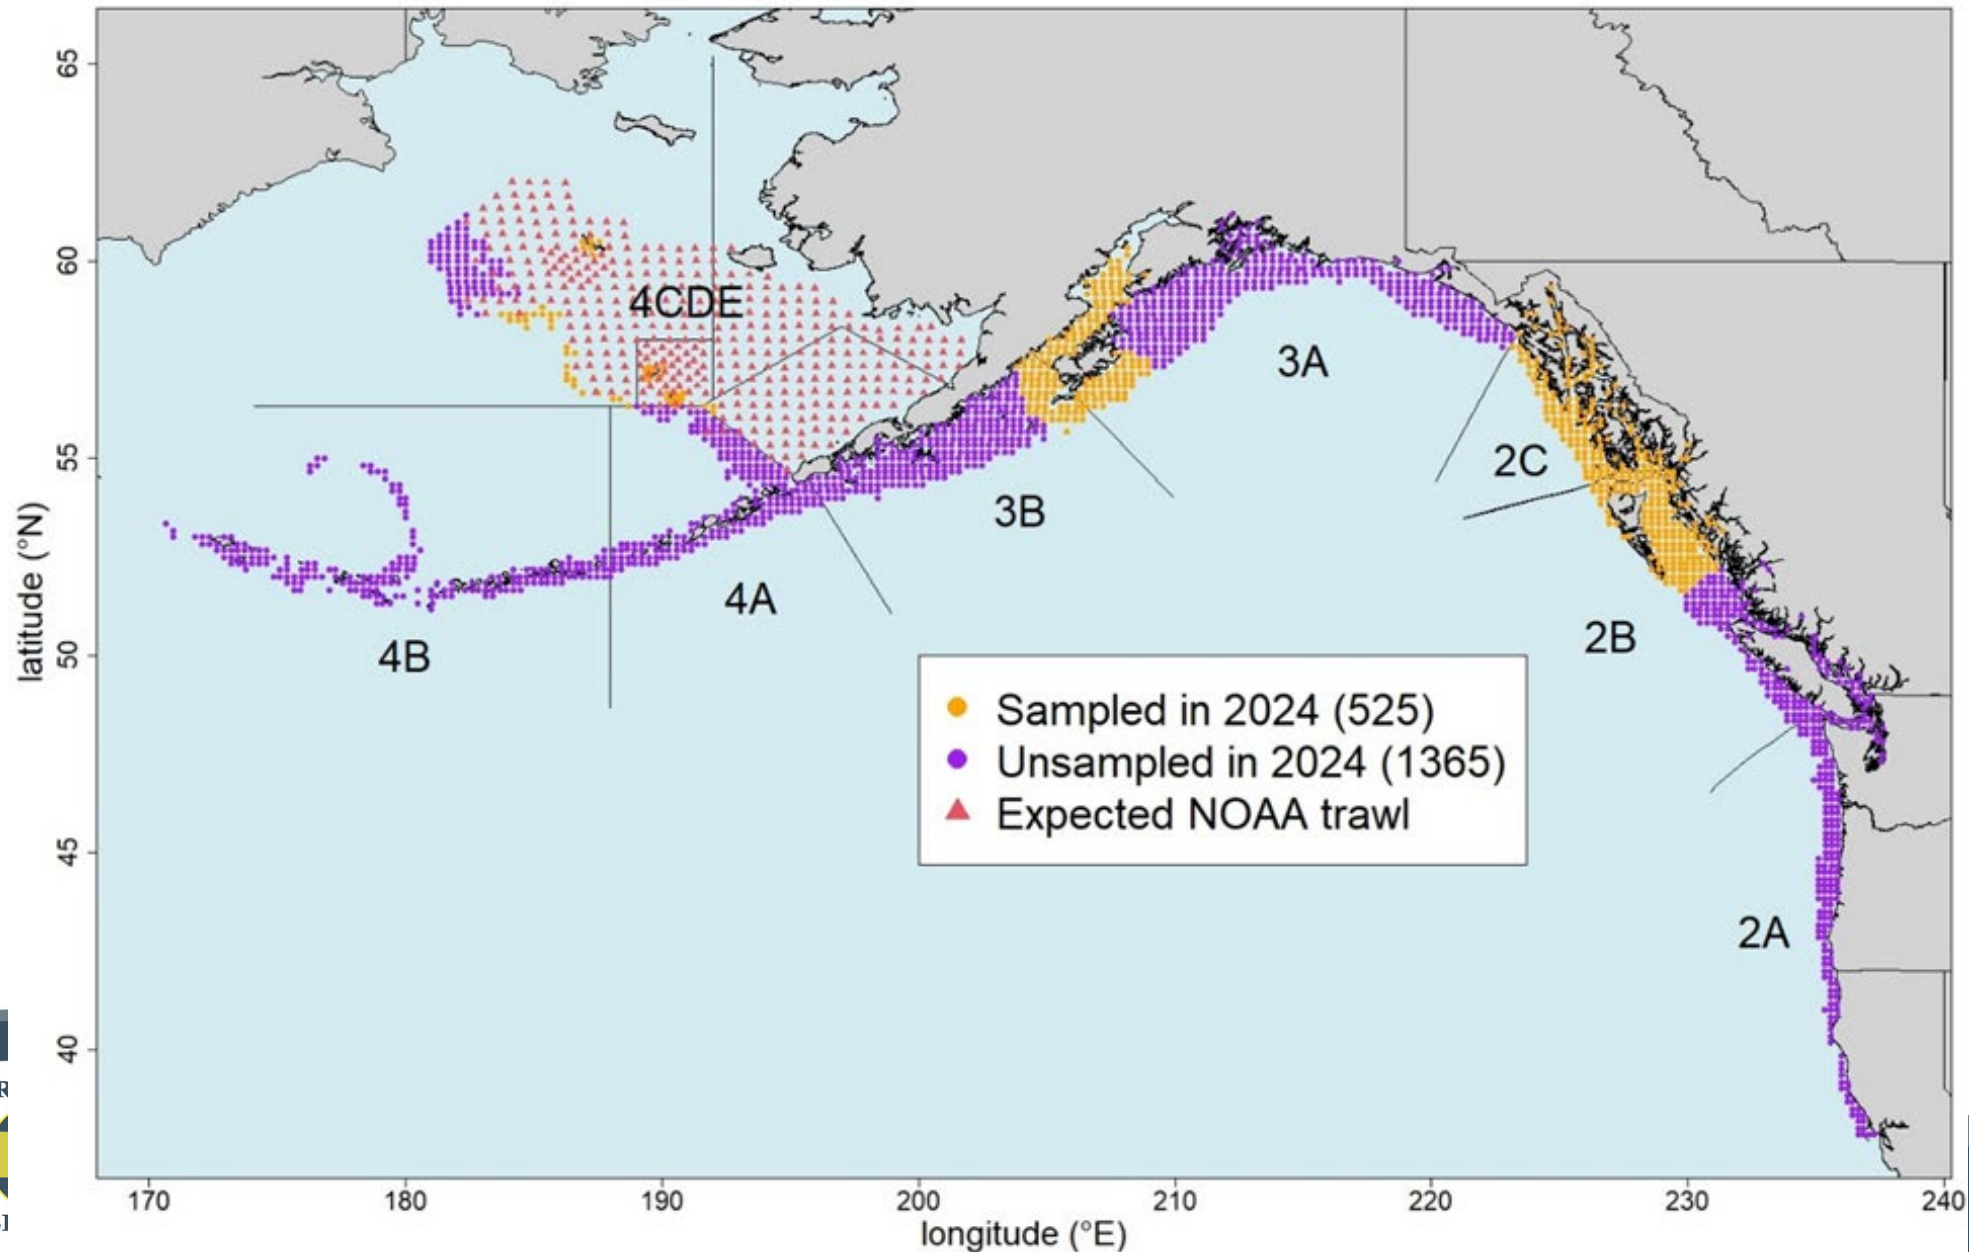 65
60
55
50
45
40
latitude (°N)
4CDE
3A
2C
3B
4A
4B
2B
2A
Sampled in 2024 (525)
Unsampled in 2024 (1365)
Expected NOAA trawl
170
180
190
200
210
220
230
240
longitude (°E)